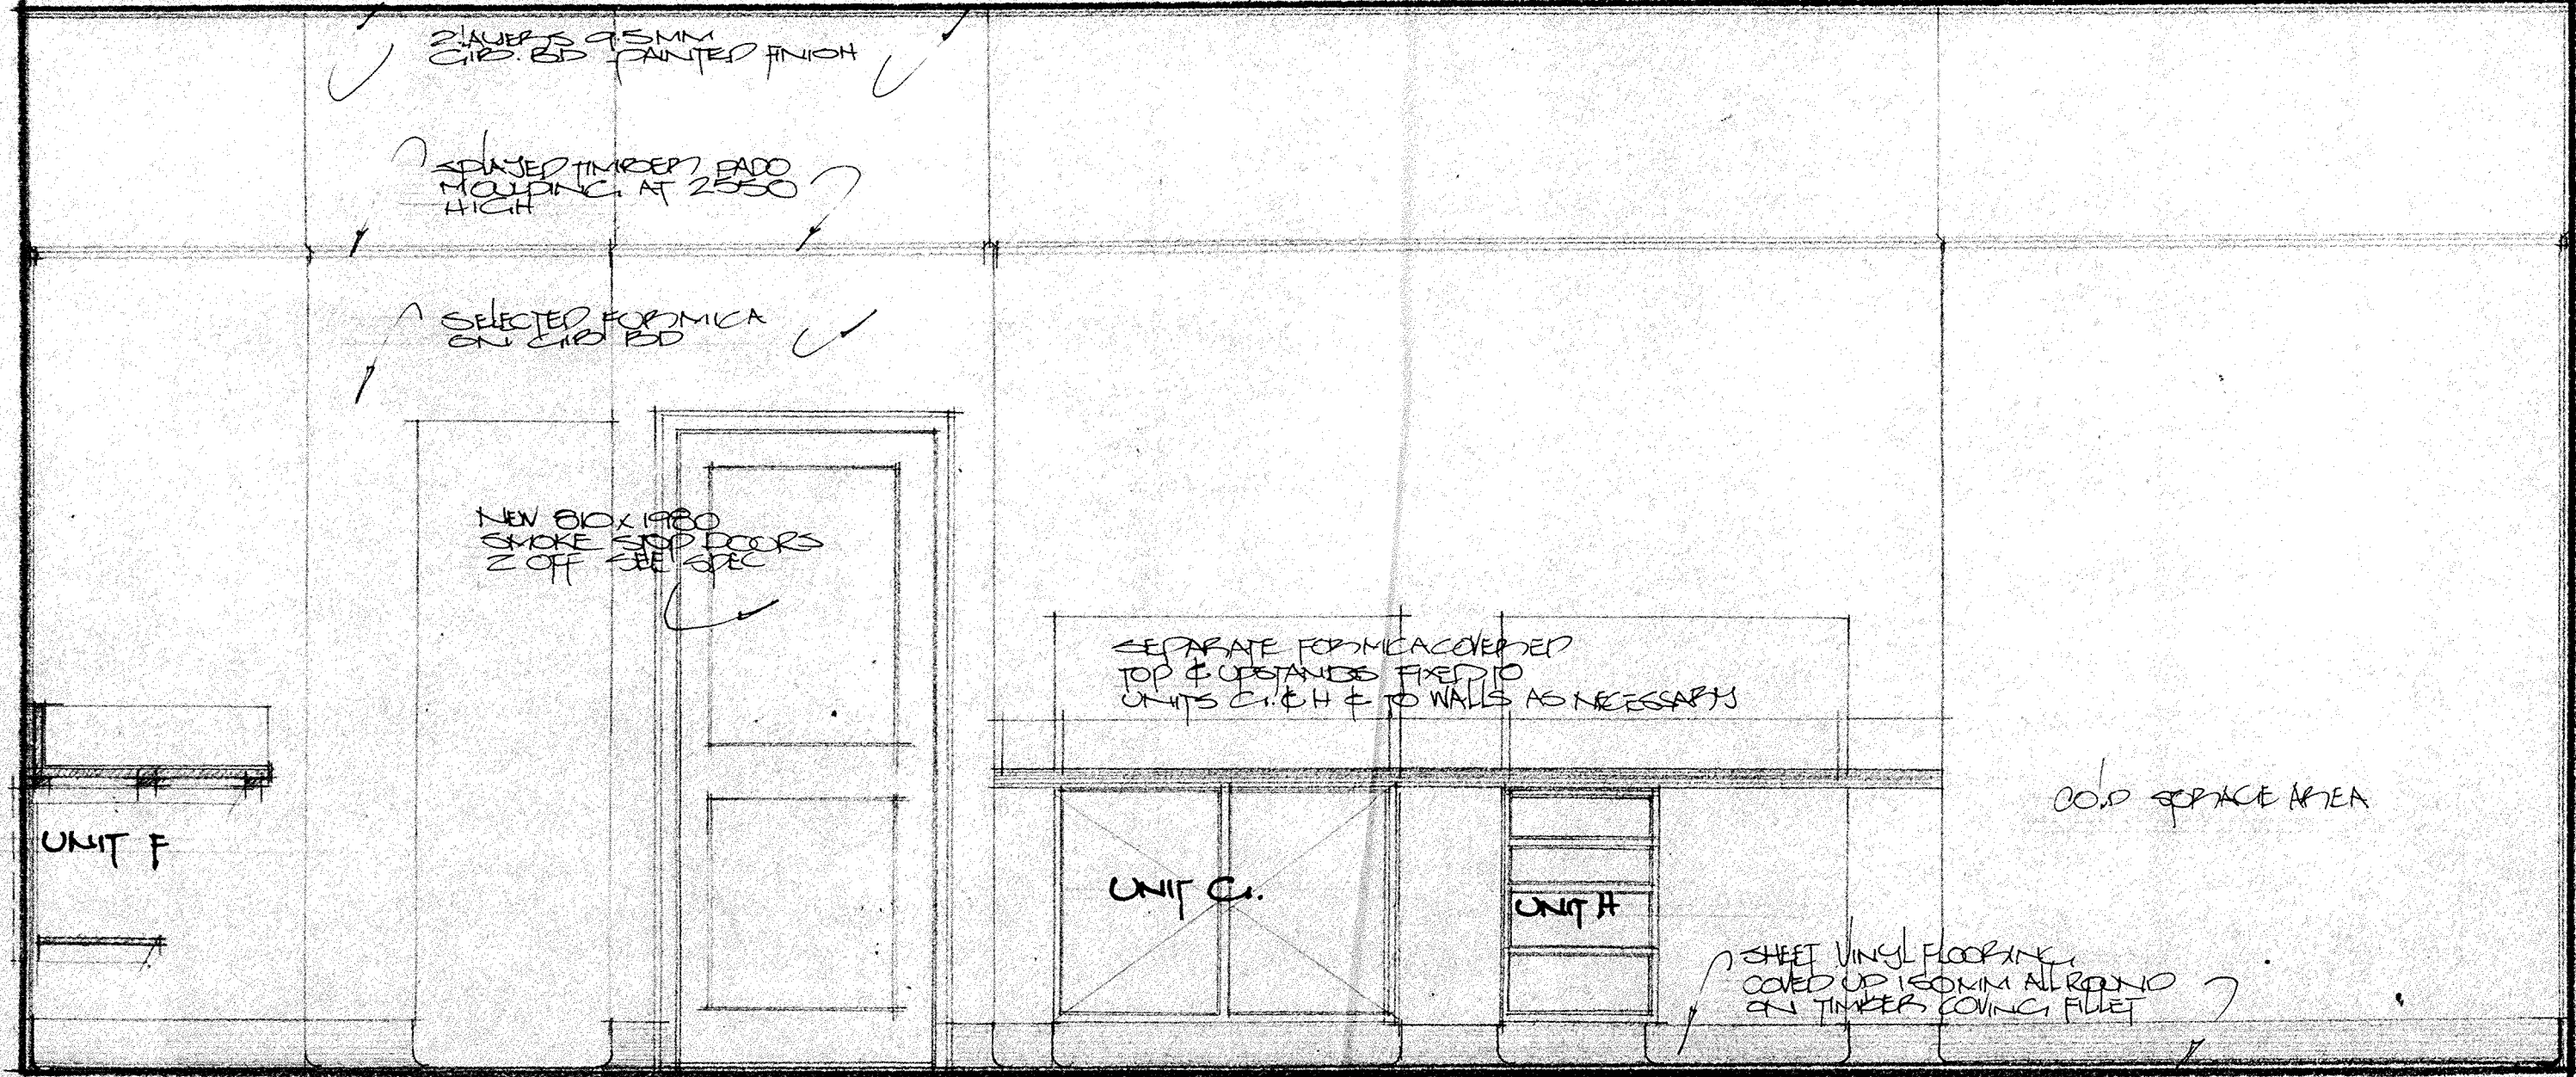 2 LAYERS 9.5MM
GIB. BD PAINTED FINISH
SPLAYED TIMBER DADO
MOULDING AT 2550
HIGH
SELECTED FORMICA
ON GIB BD
NEW 810 x 1980
SMOKE STOP DOORS
2 OFF SEE SPEC
SEPARATE FORMICA COVERED
TOP & UPSTANDS FIXED TO
UNITS G. & H & TO WALLS AS NECESSARY
COLD STORAGE AREA
UNIT F
UNIT G.
UNIT H
SHEET VINYL FLOORING
COVED UP 150MM ALL ROUND
ON TIMBER COVING FILLET